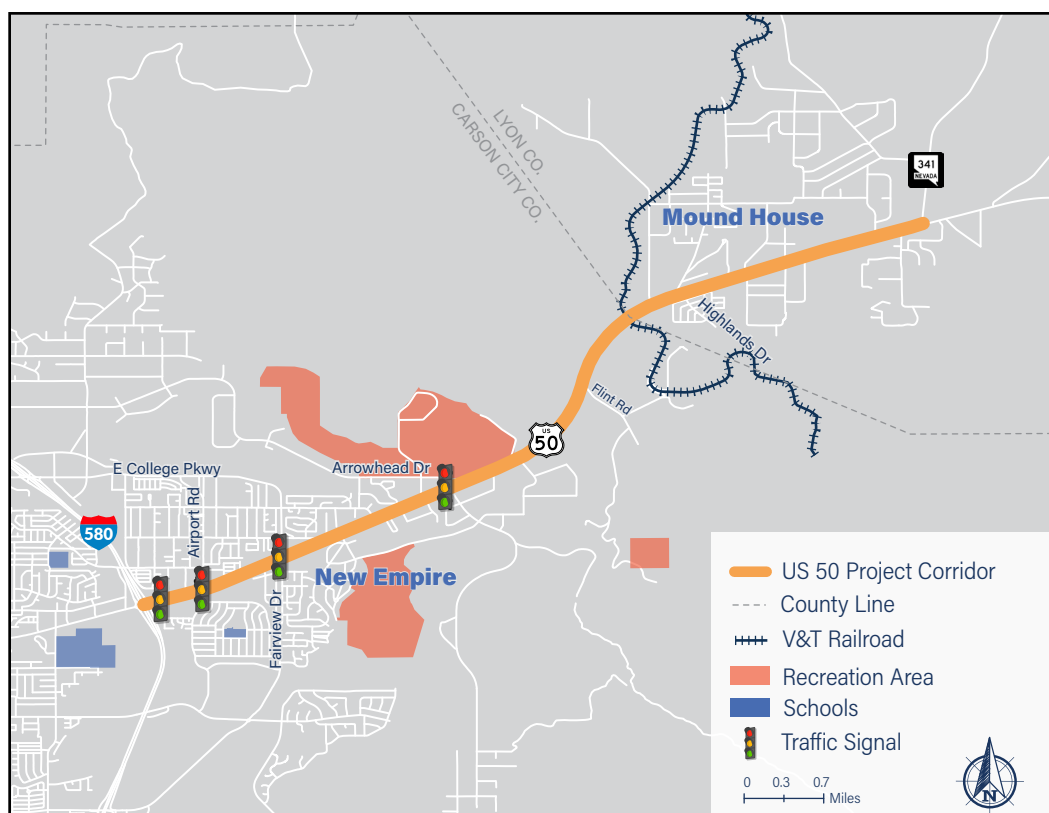 LYON CO.
CARSON CITY CO.
341
NEVADA
Mound House
Highlands Dr
Flint Rd
US
50
Arrowhead Dr
E College Pkwy
Airport Rd
580
New Empire
Fairview Dr
US 50 Project Corridor
County Line
V&T Railroad
Recreation Area
Schools
Traffic Signal
0 0.3 0.7
Miles
N